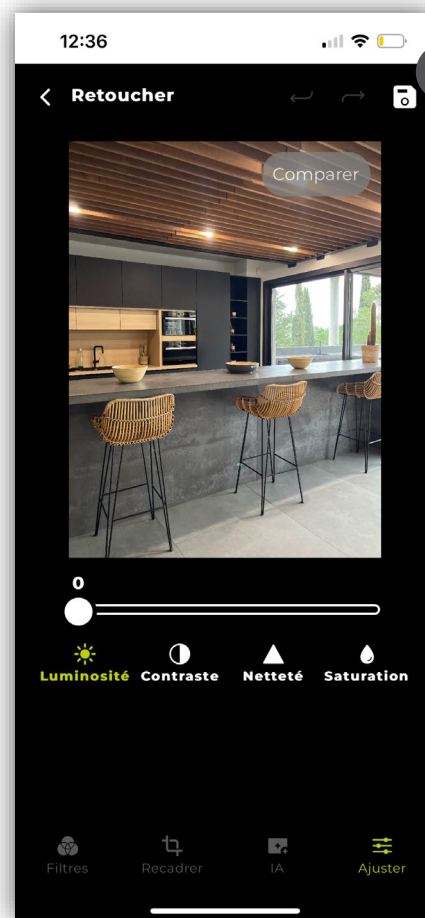 12:36
Retoucher
Comparer
0
Luminosité Contraste Netteté Saturation
Filtres Recadrer IA Ajuster